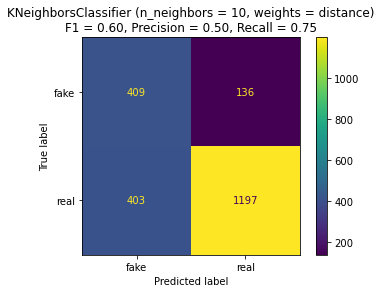 KNeighborsClassifier (n_neighbors = 10, weights = distance)
F1 = 0.60, Precision = 0.50, Recall = 0.75
fake
409
136
real
403
1197
fake
real
Predicted label
True label
1000
800
600
400
200